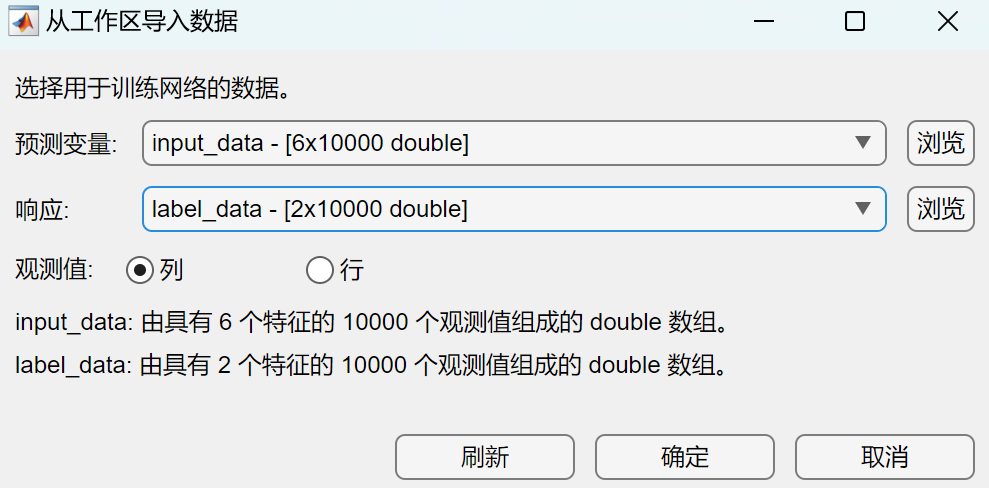 从工作区导入数据
选择用于训练网络的数据。
预测变量: input_data - [6x10000 double] 浏览
响应: label_data - [2x10000 double] 浏览
观测值: 列 行
input_data: 由具有 6 个特征的 10000 个观测值组成的 double 数组。
label_data: 由具有 2 个特征的 10000 个观测值组成的 double 数组。
刷新 确定 取消